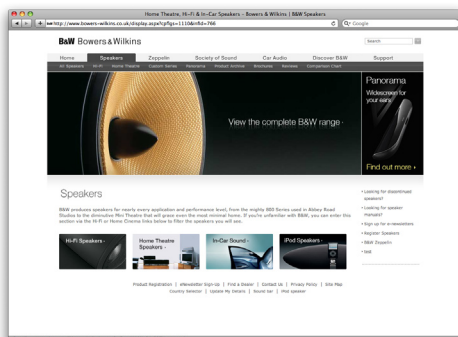 Home Theatre, Hi-Fi & In-Car Speakers - Bowers & Wilkins | B&W Speakers
http://www.bowers-wilkins.co.uk/display.aspx?cpflgs=1110&infid=766
Google
B&W Bowers & Wilkins
Search
Home Speakers Zeppelin Society of Sound Car Audio Discover B&W Support
All Speakers Hi-Fi Home Theatre Custom Series Panorama Product Archive Brochures Reviews Comparison Chart
View the complete B&W range
Panorama
Widescreen for
your ears
Find out more
Speakers
B&W produces speakers for nearly every application and performance level, from the mighty 800 Series used in Abbey Road
Studios to the diminutive Mini Theatre that will grace even the most minimal home. If you're unfamiliar with B&W, you can enter this
section via the Hi-Fi or Home Cinema links below to filter the speakers you will see.
Looking for discontinued
speakers?
Looking for speaker
manuals?
Sign up for e-newsletters
Register Speakers
B&W Zeppelin
Hi-Fi Speakers
Home Theatre
Speakers
In-Car Sound
iPod Speakers
Product Registration | eNewsletter Sign-up | Find a Dealer | Contact Us | Privacy Policy | Site Map
Country Selector | Update My Details | Sound bar | iPod speaker